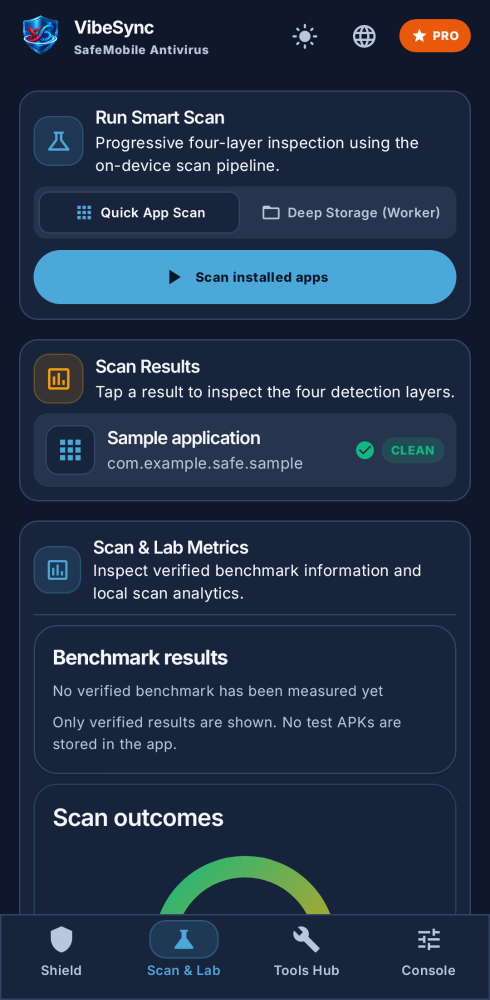 VibeSync
SafeMobile Antivirus
PRO
Run Smart Scan
Progressive four-layer inspection using the
on-device scan pipeline.
Quick App Scan
Deep Storage (Worker)
Scan installed apps
Scan Results
Tap a result to inspect the four detection layers.
Sample application
com.example.safe.sample
CLEAN
Scan & Lab Metrics
Inspect verified benchmark information and
local scan analytics.
Benchmark results
No verified benchmark has been measured yet
Only verified results are shown. No test APKs are
stored in the app.
Scan outcomes
Shield
Scan & Lab
Tools Hub
Console